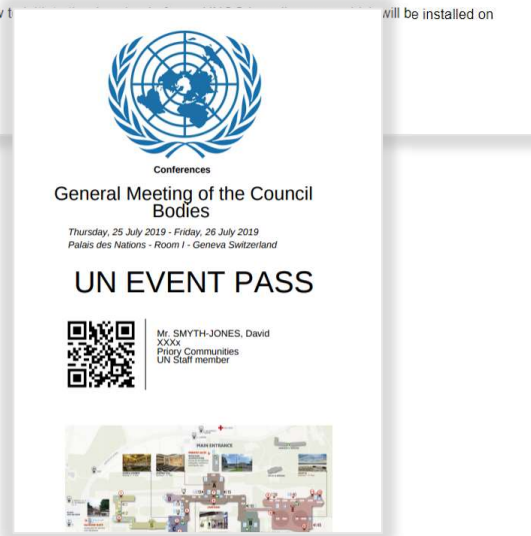 will be installed on
Conferences
General Meeting of the Council
Bodies
Thursday, 25 July 2019 - Friday, 26 July 2019
Palais des Nations - Room I - Geneva Switzerland
UN EVENT PASS
Mr. SMYTH-JONES, David
XXXx
Priory Communities
UN Staff member
MAIN ENTRANCE